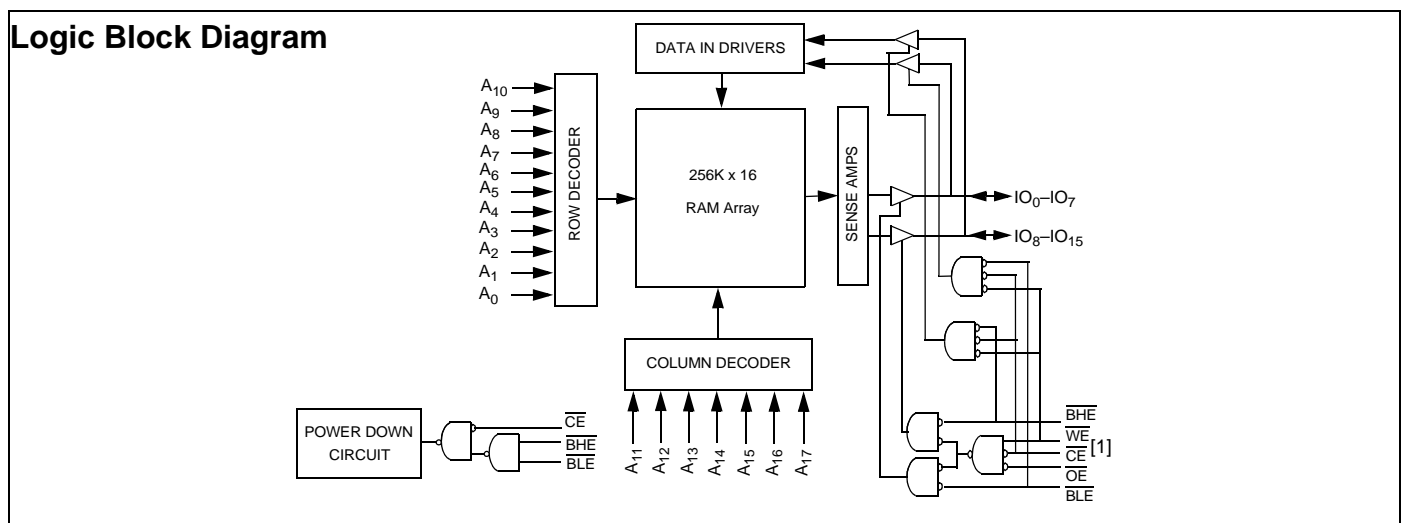 Logic Block Diagram
DATA IN DRIVERS
A10
A9
A8
A7
A6
A5
A4
A3
A2
A1
A0
ROW DECODER
256K x 16
RAM Array
SENSE AMPS
IO0–IO7
IO8–IO15
COLUMN DECODER
A11
A12
A13
A14
A15
A16
A17
POWER DOWN
CIRCUIT
CE
BHE
BLE
BHE
WE
CE[1]
OE
BLE